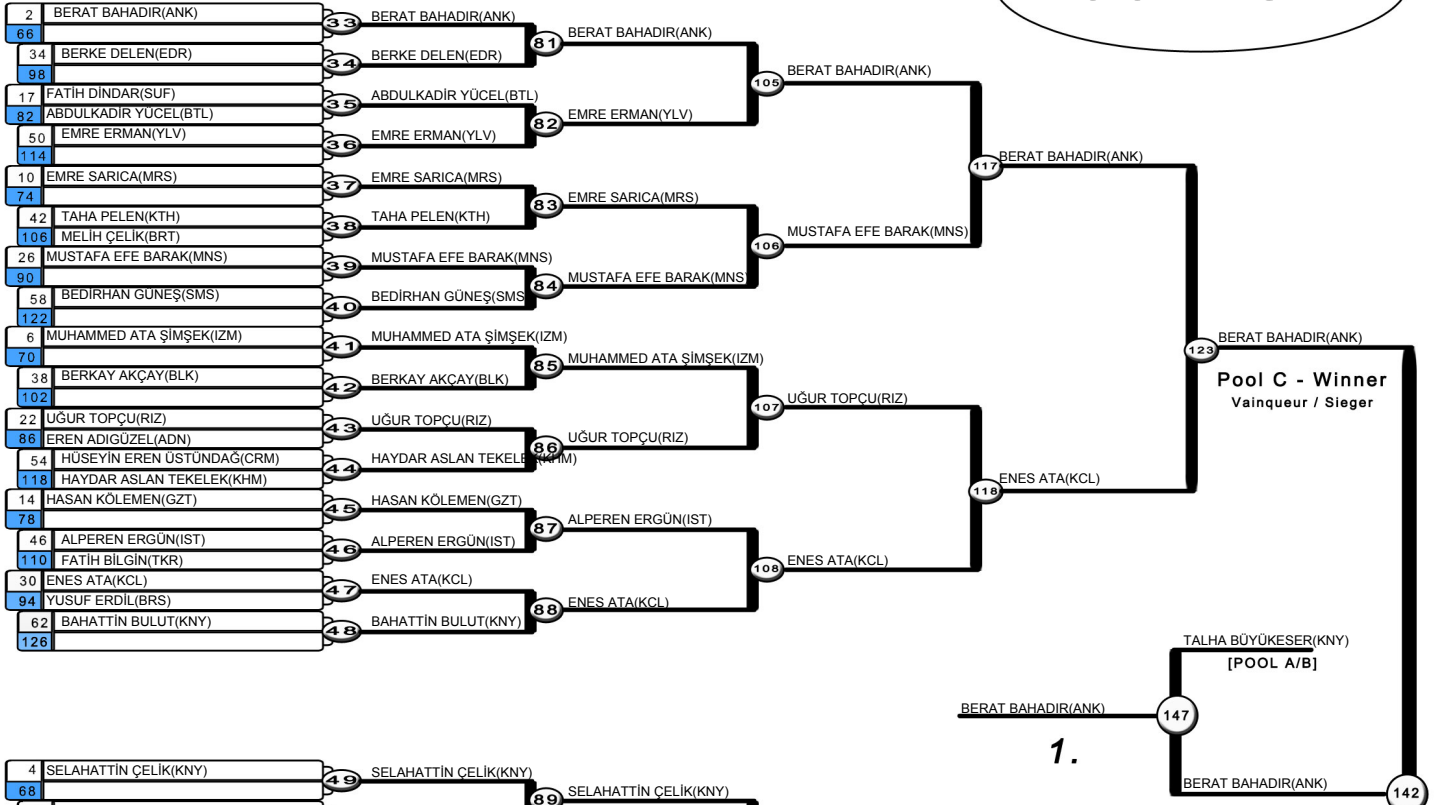 2 BERAT BAHADIR(ANK)
66
34 BERKE DELEN(EDR)
98
17 FATİH DİNDAR(SUF)
82 ABDULKADİR YÜCEL(BTL)
50 EMRE ERMAN(YLV)
114
10 EMRE SARICA(MRS)
74
42 TAHA PELEN(KTH)
106 MELİH ÇELİK(BRT)
26 MUSTAFA EFE BARAK(MNS)
90
58 BEDİRHAN GÜNEŞ(SMS)
122
6 MUHAMMED ATA ŞİMŞEK(IZM)
70
38 BERKAY AKÇAY(BLK)
102
22 UĞUR TOPÇU(RIZ)
86 EREN ADIGÜZEL(ADN)
54 HÜSEYİN EREN ÜSTÜNDAĞ(CRM)
118 HAYDAR ASLAN TEKELEK(KHM)
14 HASAN KÖLEMEN(GZT)
78
46 ALPEREN ERGÜN(IST)
110 FATİH BİLGİN(TKR)
30 ENES ATA(KCL)
94 YUSUF ERDİL(BRS)
62 BAHATTİN BULUT(KNY)
126
33 BERAT BAHADIR(ANK)
34 BERKE DELEN(EDR)
35 ABDULKADİR YÜCEL(BTL)
36 EMRE ERMAN(YLV)
37 EMRE SARICA(MRS)
38 TAHA PELEN(KTH)
39 MUSTAFA EFE BARAK(MNS)
40 BEDİRHAN GÜNEŞ(SMS
41 MUHAMMED ATA ŞİMŞEK(IZM)
42 BERKAY AKÇAY(BLK)
43 UĞUR TOPÇU(RIZ)
44 HAYDAR ASLAN TEKELEK(KHM)
45 HASAN KÖLEMEN(GZT)
46 ALPEREN ERGÜN(IST)
47 ENES ATA(KCL)
48 BAHATTİN BULUT(KNY)
81 BERAT BAHADIR(ANK)
82 EMRE ERMAN(YLV)
83 EMRE SARICA(MRS)
84 MUSTAFA EFE BARAK(MNS)
85 MUHAMMED ATA ŞİMŞEK(IZM)
86 UĞUR TOPÇU(RIZ)
87 ALPEREN ERGÜN(IST)
88 ENES ATA(KCL)
105 BERAT BAHADIR(ANK)
106 MUSTAFA EFE BARAK(MNS)
107 UĞUR TOPÇU(RIZ)
108 ENES ATA(KCL)
117 BERAT BAHADIR(ANK)
118 ENES ATA(KCL)
123 BERAT BAHADIR(ANK)
Pool C - Winner
Vainqueur / Sieger
TALHA BÜYÜKESER(KNY)
[POOL A/B]
BERAT BAHADIR(ANK) 147
1.
BERAT BAHADIR(ANK) 142
4 SELAHATTİN ÇELİK(KNY)
68
49 SELAHATTİN ÇELİK(KNY)
89 SELAHATTİN ÇELİK(KNY)